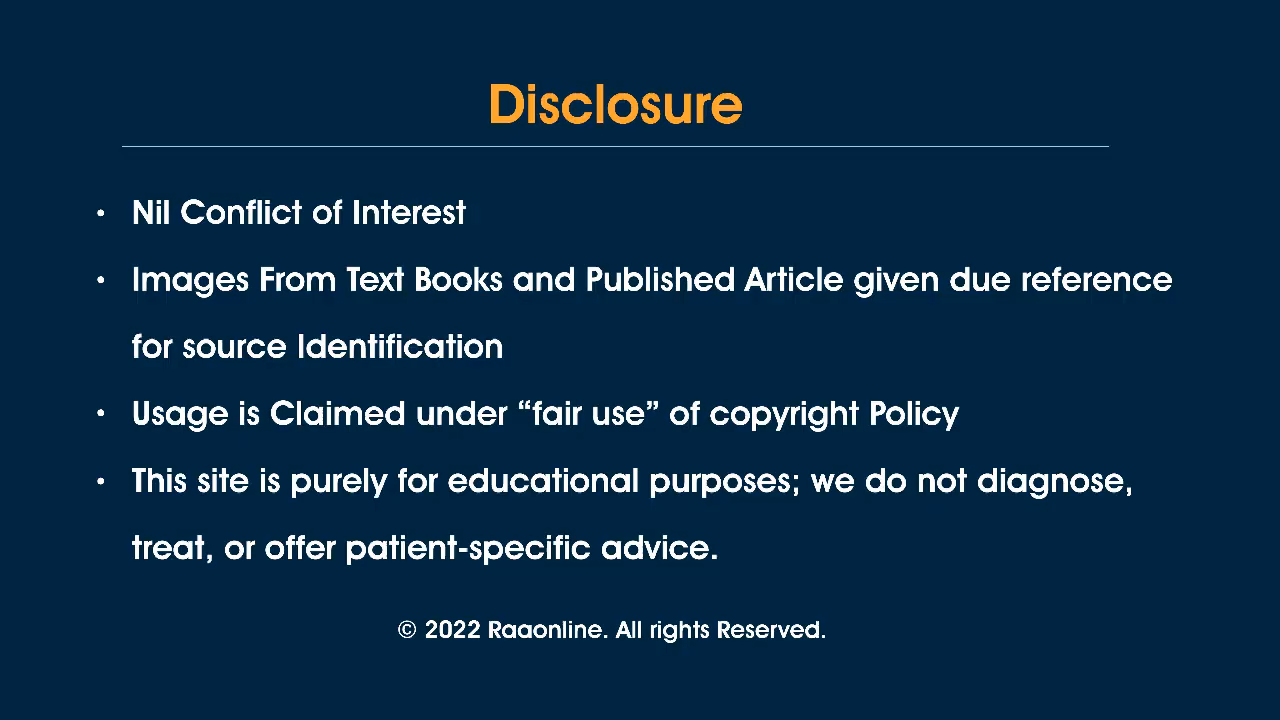 Disclosure
• Nil Conflict of Interest
• Images From Text Books and Published Article given due reference
for source Identification
• Usage is Claimed under “fair use” of copyright Policy
• This site is purely for educational purposes; we do not diagnose,
treat, or offer patient-specific advice.
© 2022 Raaonline. All rights Reserved.